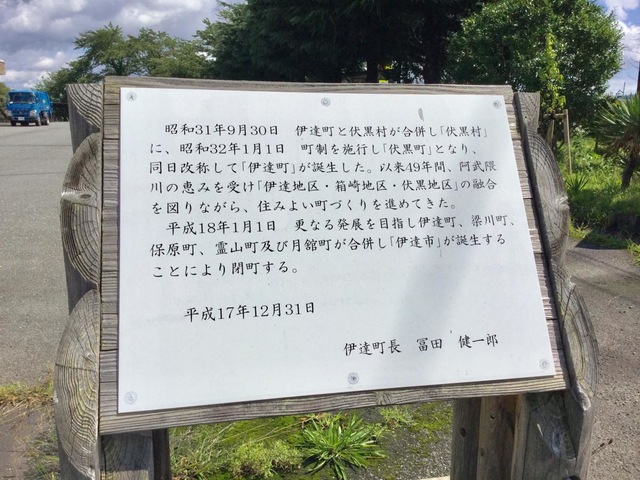 昭和31年9月30日　伊達町と伏黒村が合併し「伏黒村」
に、昭和32年1月1日　町制を施行し「伏黒町」となり、
同日改称して「伊達町」が誕生した。以来49年間、阿武隈
川の恵みを受け「伊達地区・箱崎地区・伏黒地区」の融合
を図りながら、住みよい町づくりを進めてきた。
平成18年1月1日　更なる発展を目指し伊達町、梁川町、
保原町、霊山町及び月舘町が合併し「伊達市」が誕生する
ことにより閉町する。
平成17年12月31日
伊達町長　冨田　健一郎